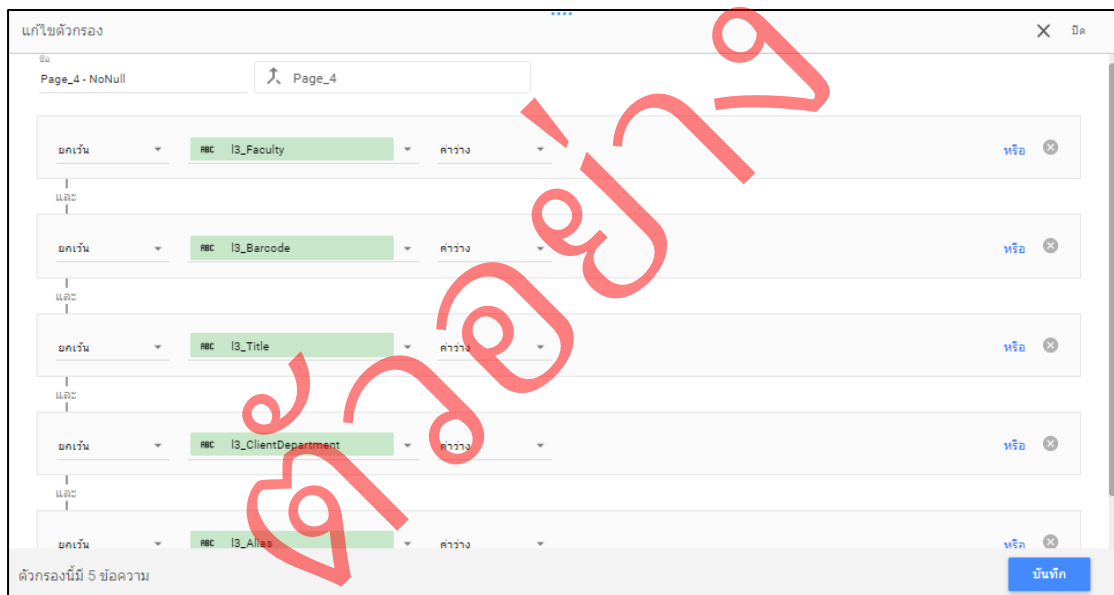 แก้ไขตัวกรอง
ปิด
ชื่อ
Page_4 - NoNull
Page_4
ยกเว้น ABC l3_Faculty ค่าว่าง หรือ
และ
ยกเว้น ABC l3_Barcode ค่าว่าง หรือ
และ
ยกเว้น ABC l3_Title ค่าว่าง หรือ
และ
ยกเว้น ABC l3_ClientDepartment ค่าว่าง หรือ
และ
ยกเว้น ABC l3_Alias ค่าว่าง หรือ
ตัวกรองนี้มี 5 ข้อความ
บันทึก
ตัวอย่าง